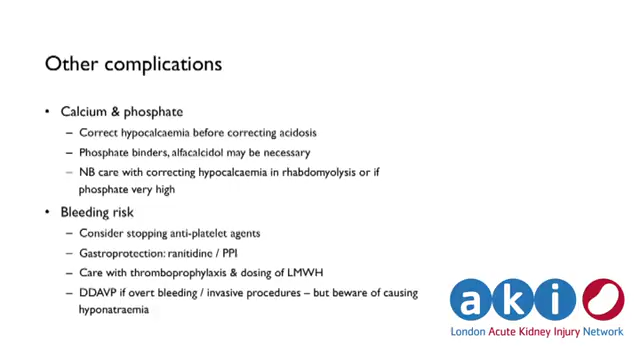 Other complications
• Calcium & phosphate
– Correct hypocalcaemia before correcting acidosis
– Phosphate binders, alfacalcidol may be necessary
– NB care with correcting hypocalcaemia in rhabdomyolysis or if
phosphate very high
• Bleeding risk
– Consider stopping anti-platelet agents
– Gastroprotection: ranitidine / PPI
– Care with thromboprophylaxis & dosing of LMWH
– DDAVP if overt bleeding / invasive procedures – but beware of causing
hyponatraemia
aki
London Acute Kidney Injury Network